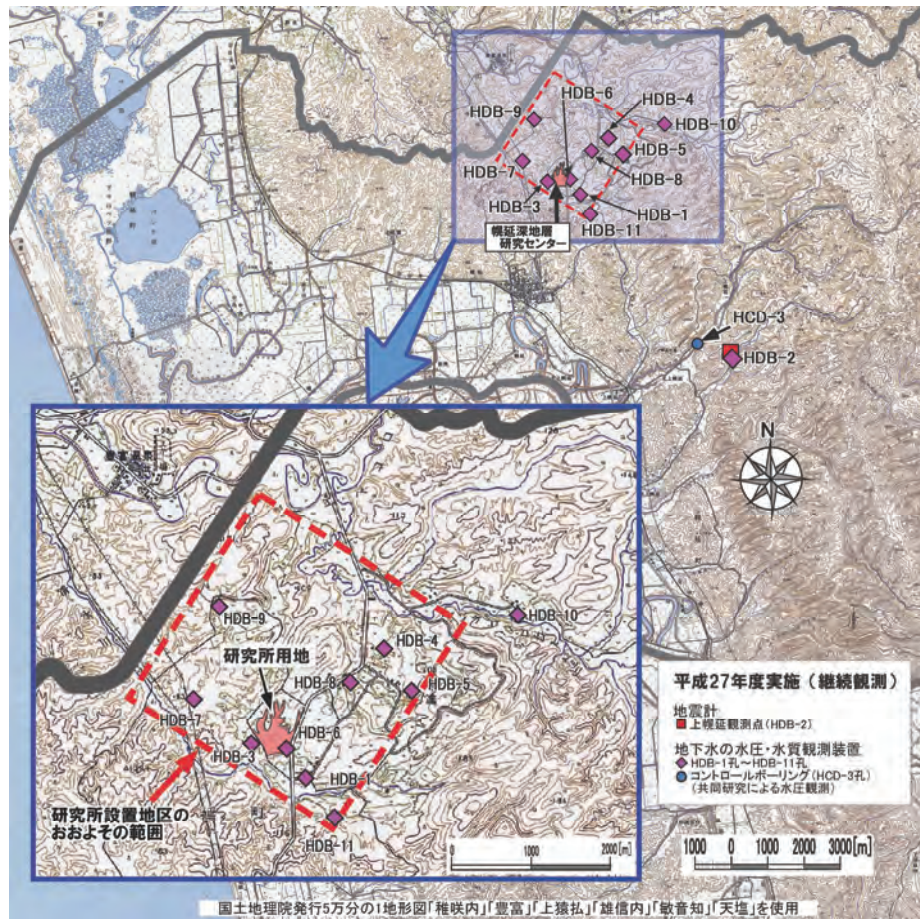 HDB-6
HDB-4
HDB-9
HDB-10
HDB-5
HDB-7
HDB-8
HDB-3
HDB-1
HDB-11
幌延深地層
研究センター
HCD-3
HDB-2
N
HDB-9
HDB-10
HDB-4
研究所用地
HDB-8
HDB-5
HDB-7
HDB-6
HDB-3
HDB-1
研究所設置地区の
おおよその範囲
HDB-11
0 1000 2000 [m]
平成27年度実施（継続観測）
地震計
上幌延観測点（HDB-2）
地下水の水圧・水質観測装置
HDB-1孔～HDB-11孔
コントロールボーリング（HCD-3孔）
（共同研究による水圧観測）
1000 0 1000 2000 3000[m]
国土地理院発行5万分の1地形図「稚咲内」「豊富」「上猿払」「雄信内」「敏音知」「天塩」を使用